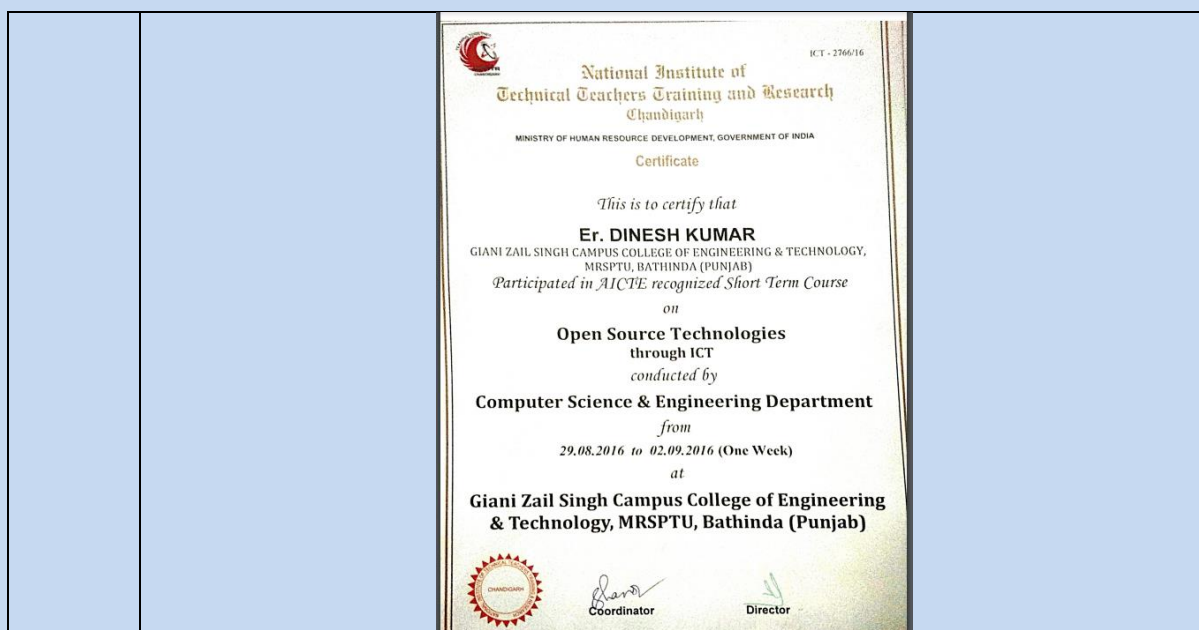 ICT - 2766/16
National Institute of
Technical Teachers Training and Research
Chandigarh
MINISTRY OF HUMAN RESOURCE DEVELOPMENT, GOVERNMENT OF INDIA
Certificate
This is to certify that
Er. DINESH KUMAR
GIANI ZAIL SINGH CAMPUS COLLEGE OF ENGINEERING & TECHNOLOGY,
MRSPTU, BATHINDA (PUNJAB)
Participated in AICTE recognized Short Term Course
on
Open Source Technologies
through ICT
conducted by
Computer Science & Engineering Department
from
29.08.2016 to 02.09.2016 (One Week)
at
Giani Zail Singh Campus College of Engineering
& Technology, MRSPTU, Bathinda (Punjab)
CHANDIGARH
Coordinator
Director